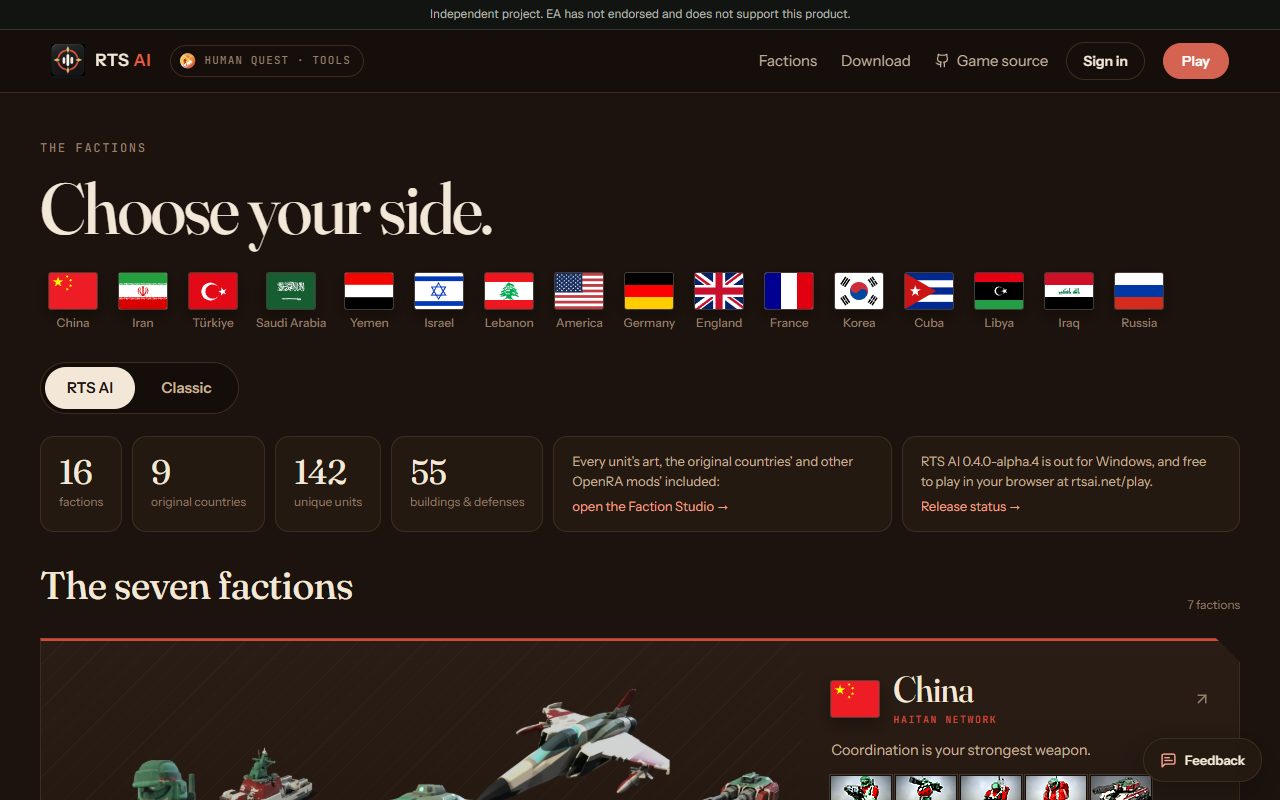 Independent project. EA has not endorsed and does not support this product.
RTS AI
HUMAN QUEST · TOOLS
Factions
Download
Game source
Sign in
Play
THE FACTIONS
Choose your side.
China
Iran
Türkiye
Saudi Arabia
Yemen
Israel
Lebanon
America
Germany
England
France
Korea
Cuba
Libya
Iraq
Russia
RTS AI
Classic
16
factions
9
original countries
142
unique units
55
buildings & defenses
Every unit's art, the original countries' and other
OpenRA mods' included:
open the Faction Studio →
RTS AI 0.4.0-alpha.4 is out for Windows, and free
to play in your browser at rtsai.net/play.
Release status →
The seven factions
7 factions
China
HAITAN NETWORK
Coordination is your strongest weapon.
Feedback